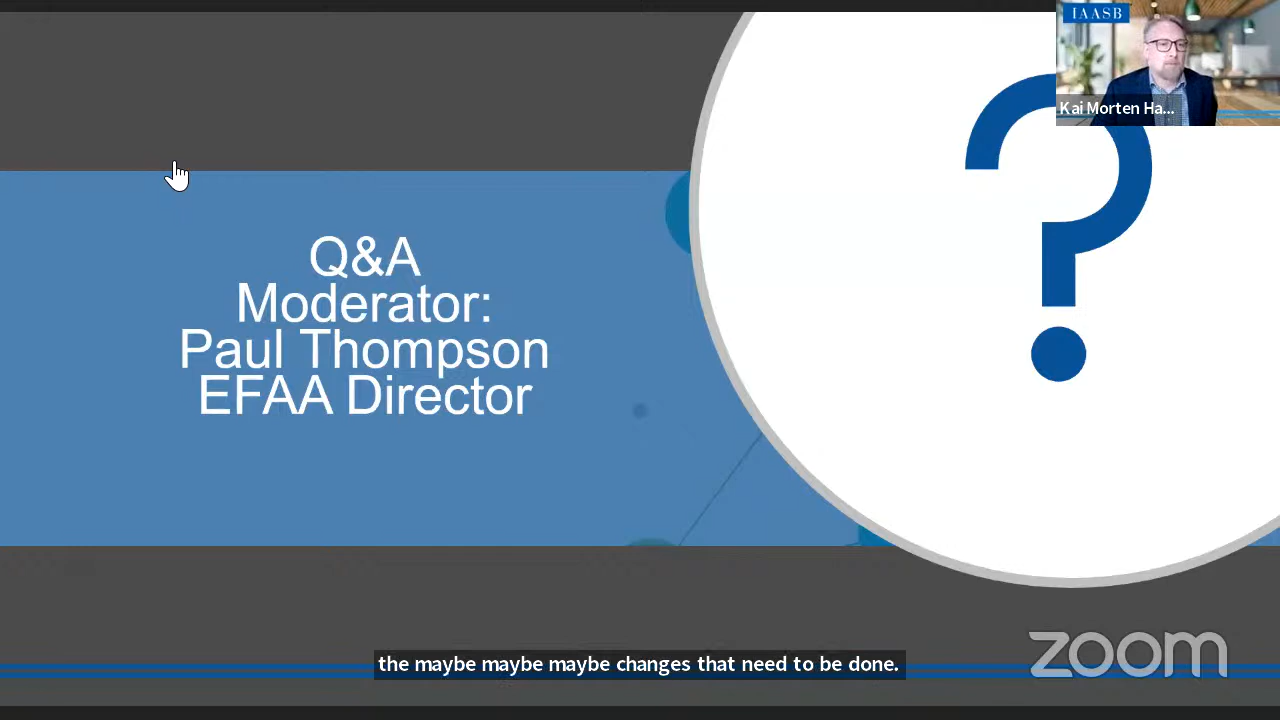 IAASB
Kai Morten Ha...
Q&A
Moderator:
Paul Thompson
EFAA Director
the maybe maybe maybe changes that need to be done.
zoom